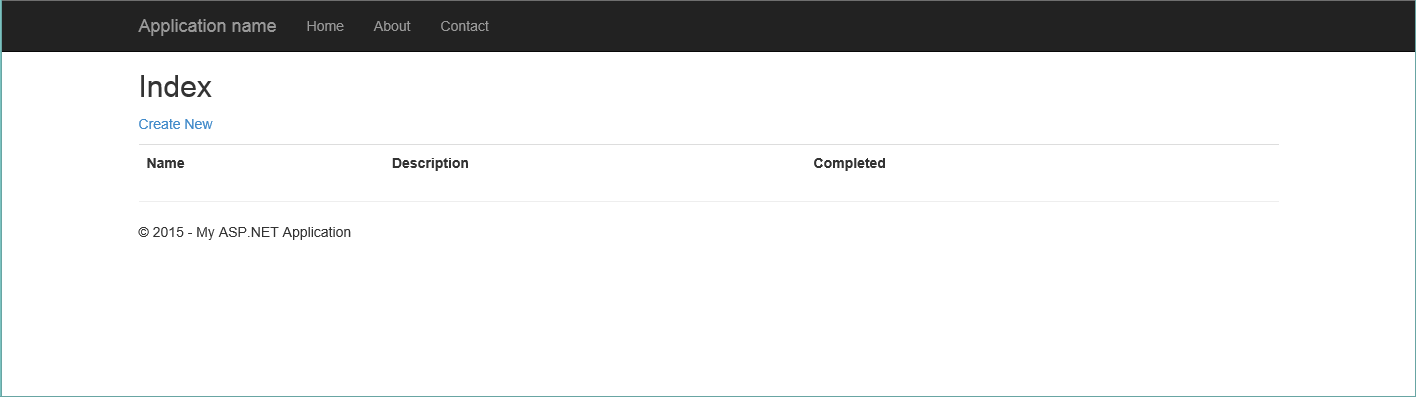 Application name Home About Contact
Index
Create New
Name Description Completed
© 2015 - My ASP.NET Application